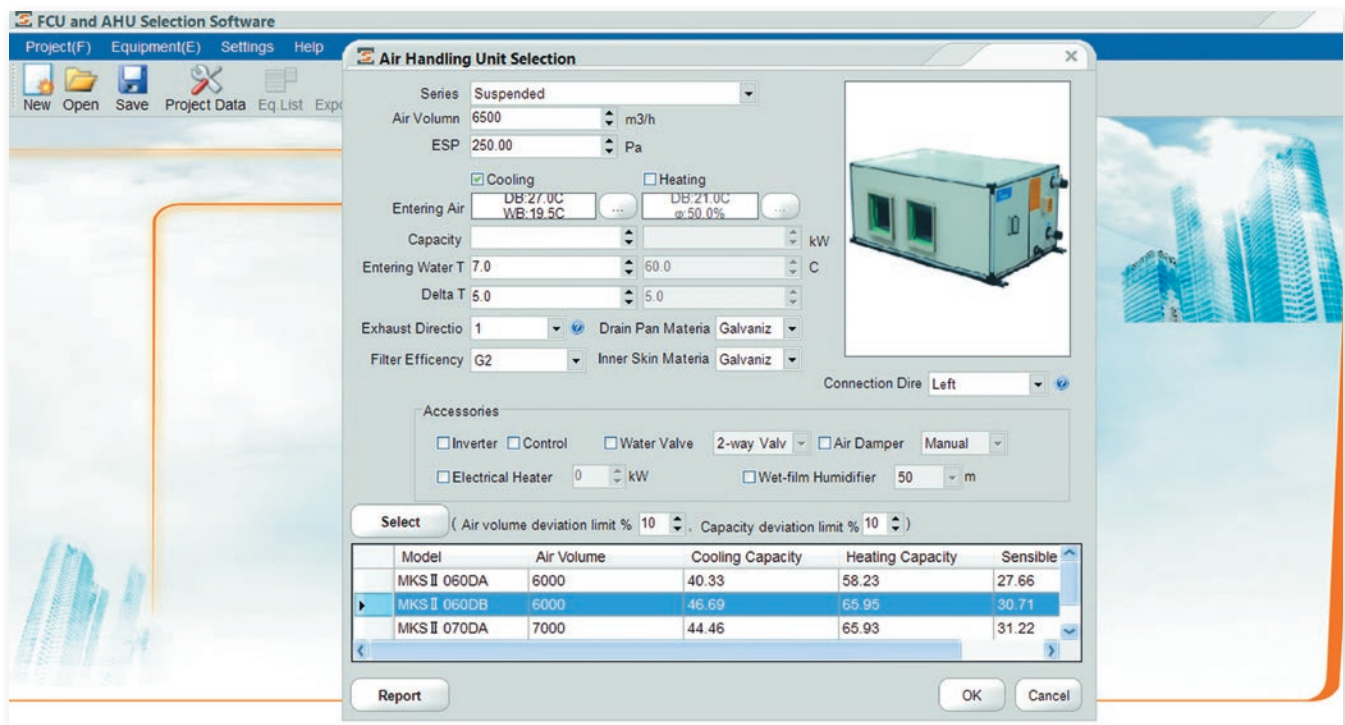 FCU and AHU Selection Software
Project(F) Equipment(E) Settings Help
New Open Save Project Data Eq.List Expo
Air Handling Unit Selection
Series Suspended
Air Volumn 6500 m3/h
ESP 250.00 Pa
Cooling Heating
Entering Air DB:27.0C WB:19.5C ... DB:21.0C φ:50.0% ...
Capacity kW
Entering Water T 7.0 60.0 C
Delta T 5.0 5.0
Exhaust Directio 1 Drain Pan Materia Galvaniz
Filter Efficency G2 Inner Skin Materia Galvaniz
Connection Dire Left
Accessories
Inverter Control Water Valve 2-way Valv Air Damper Manual
Electrical Heater 0 kW Wet-film Humidifier 50 m
Select ( Air volume deviation limit % 10 , Capacity deviation limit % 10 )
Model Air Volume Cooling Capacity Heating Capacity Sensible
MKSⅡ 060DA 6000 40.33 58.23 27.66
MKSⅡ 060DB 6000 46.69 65.95 30.71
MKSⅡ 070DA 7000 44.46 65.93 31.22
Report OK Cancel